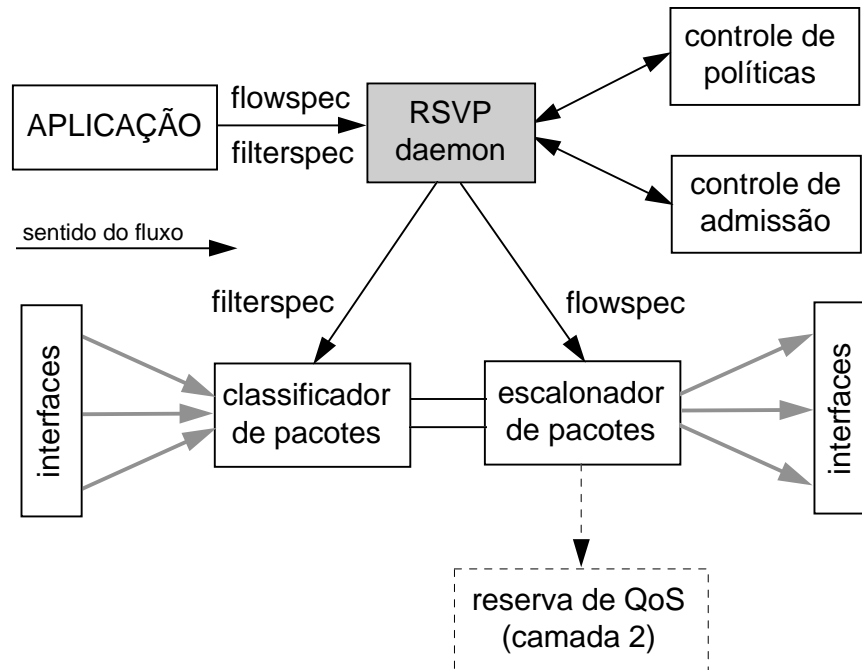 controle de
políticas
APLICAÇÃO
flowspec
filterspec
RSVP
daemon
controle de
admissão
sentido do fluxo
filterspec
flowspec
interfaces
classificador
de pacotes
escalonador
de pacotes
interfaces
reserva de QoS
(camada 2)